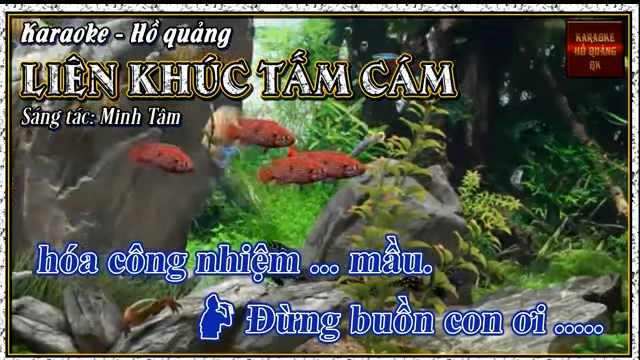 Karaoke - Hồ quảng
LIÊN KHÚC TẤM CÁM
Sáng tác: Minh Tâm
KARAOKE
HỒ QUẢNG
QK
hóa công nhiệm ... mầu.
Đừng buồn con ơi .....